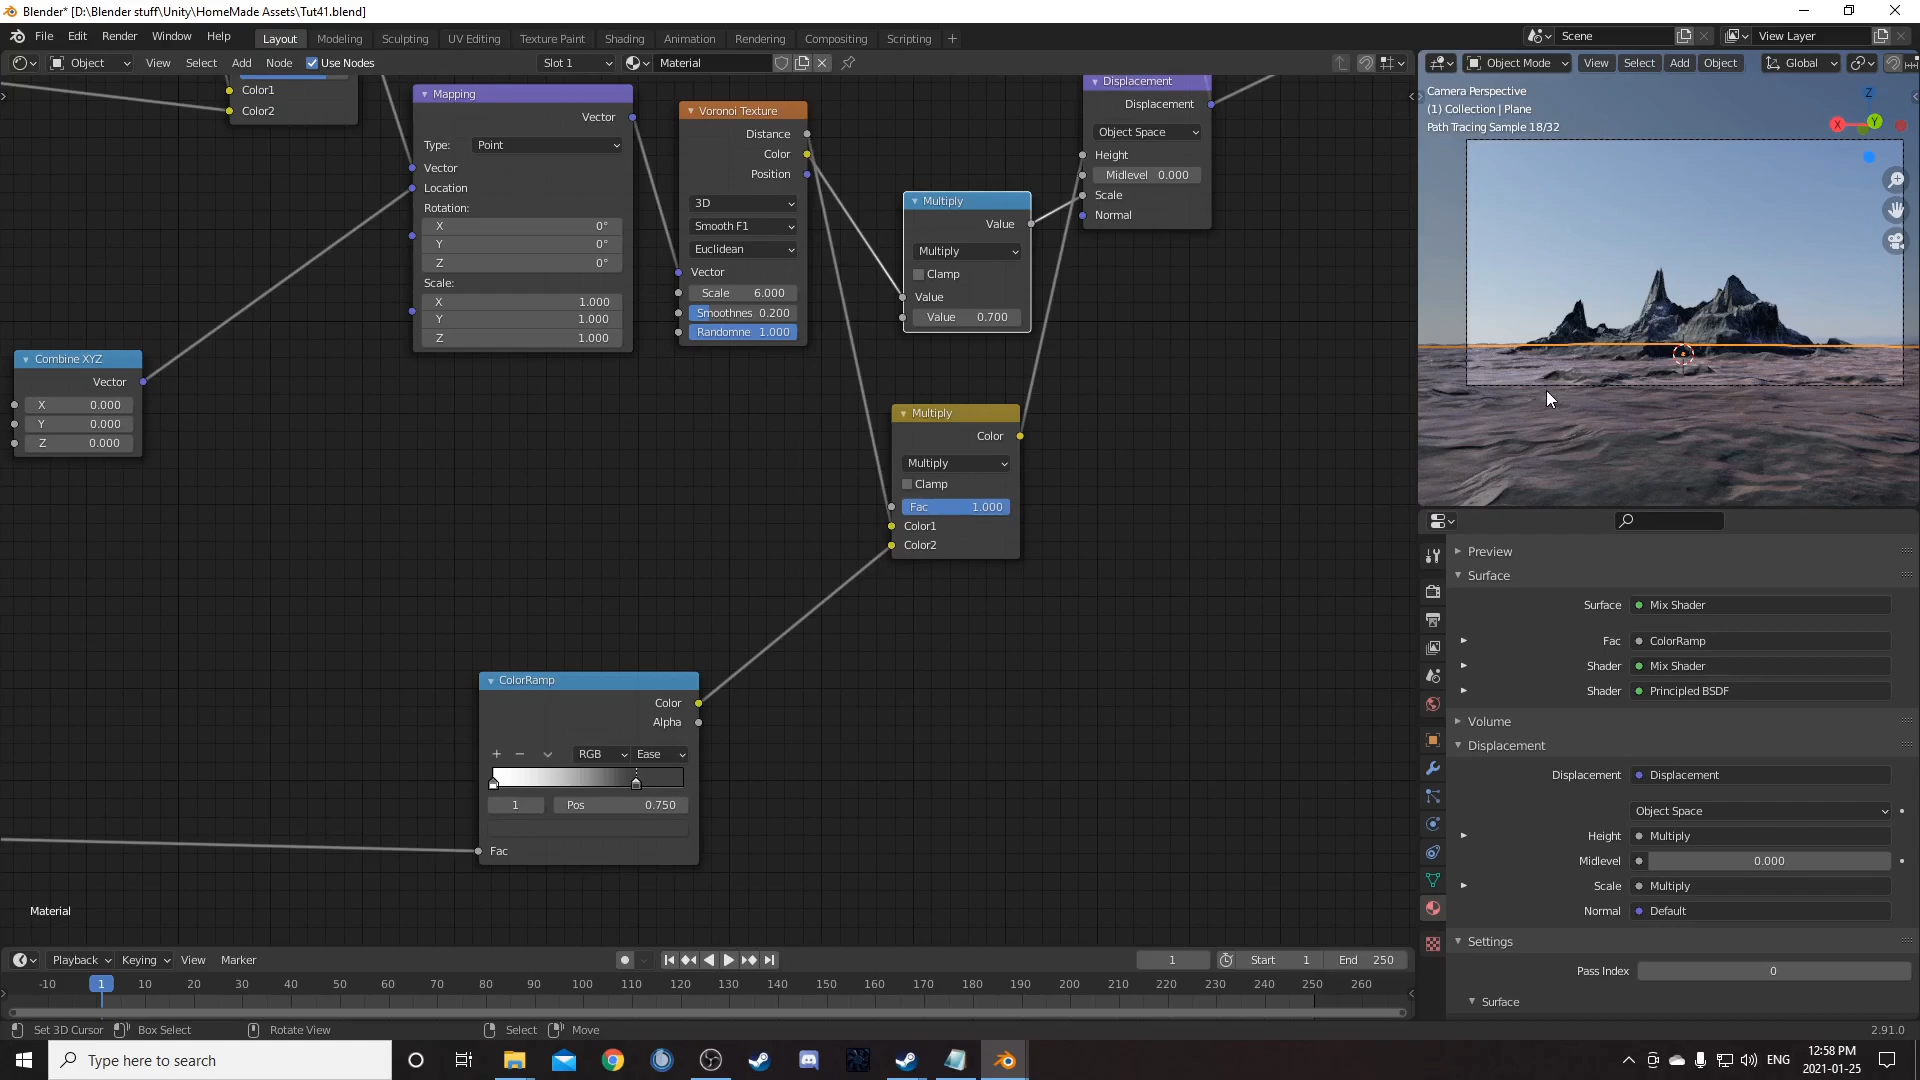 Blender* [D:\Blender stuff\Unity\HomeMade Assets\Tut41.blend]
File Edit Render Window Help Layout Modeling Sculpting UV Editing Texture Paint Shading Animation Rendering Compositing Scripting + Scene View Layer
Object View Select Add Node Use Nodes Slot 1 Material Object Mode View Select Add Object Global
Color1
Color2
Mapping
Vector
Type: Point
Vector
Location
Rotation:
X 0°
Y 0°
Z 0°
Scale:
X 1.000
Y 1.000
Z 1.000
Voronoi Texture
Distance
Color
Position
3D
Smooth F1
Euclidean
Vector
Scale 6.000
Smoothnes 0.200
Randomne 1.000
Multiply
Value
Multiply
Clamp
Value
Value 0.700
Displacement
Displacement
Object Space
Height
Midlevel 0.000
Scale
Normal
Camera Perspective
(1) Collection | Plane
Path Tracing Sample 18/32
Z
X
Y
Combine XYZ
Vector
X 0.000
Y 0.000
Z 0.000
Multiply
Color
Multiply
Clamp
Fac 1.000
Color1
Color2
ColorRamp
Color
Alpha
+ − RGB Ease
1 Pos 0.750
Fac
Material
Preview
Surface
Surface Mix Shader
Fac ColorRamp
Shader Mix Shader
Shader Principled BSDF
Volume
Displacement
Displacement Displacement
Object Space
Height Multiply
Midlevel 0.000
Scale Multiply
Normal Default
Settings
Pass Index 0
Surface
Playback Keying View Marker 1 Start 1 End 250
-10 1 10 20 30 40 50 60 70 80 90 100 110 120 130 140 150 160 170 180 190 200 210 220 230 240 250 260
Set 3D Cursor Box Select Rotate View Select Move 2.91.0
Type here to search
ENG
12:58 PM
2021-01-25